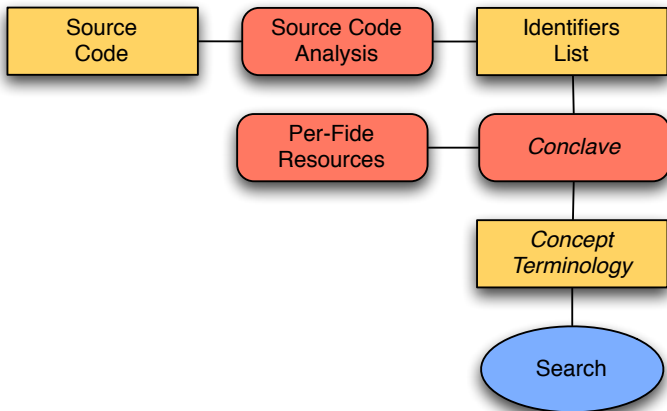 Source
Code
Source Code
Analysis
Identifiers
List
Per-Fide
Resources
Conclave
Concept
Terminology
Search